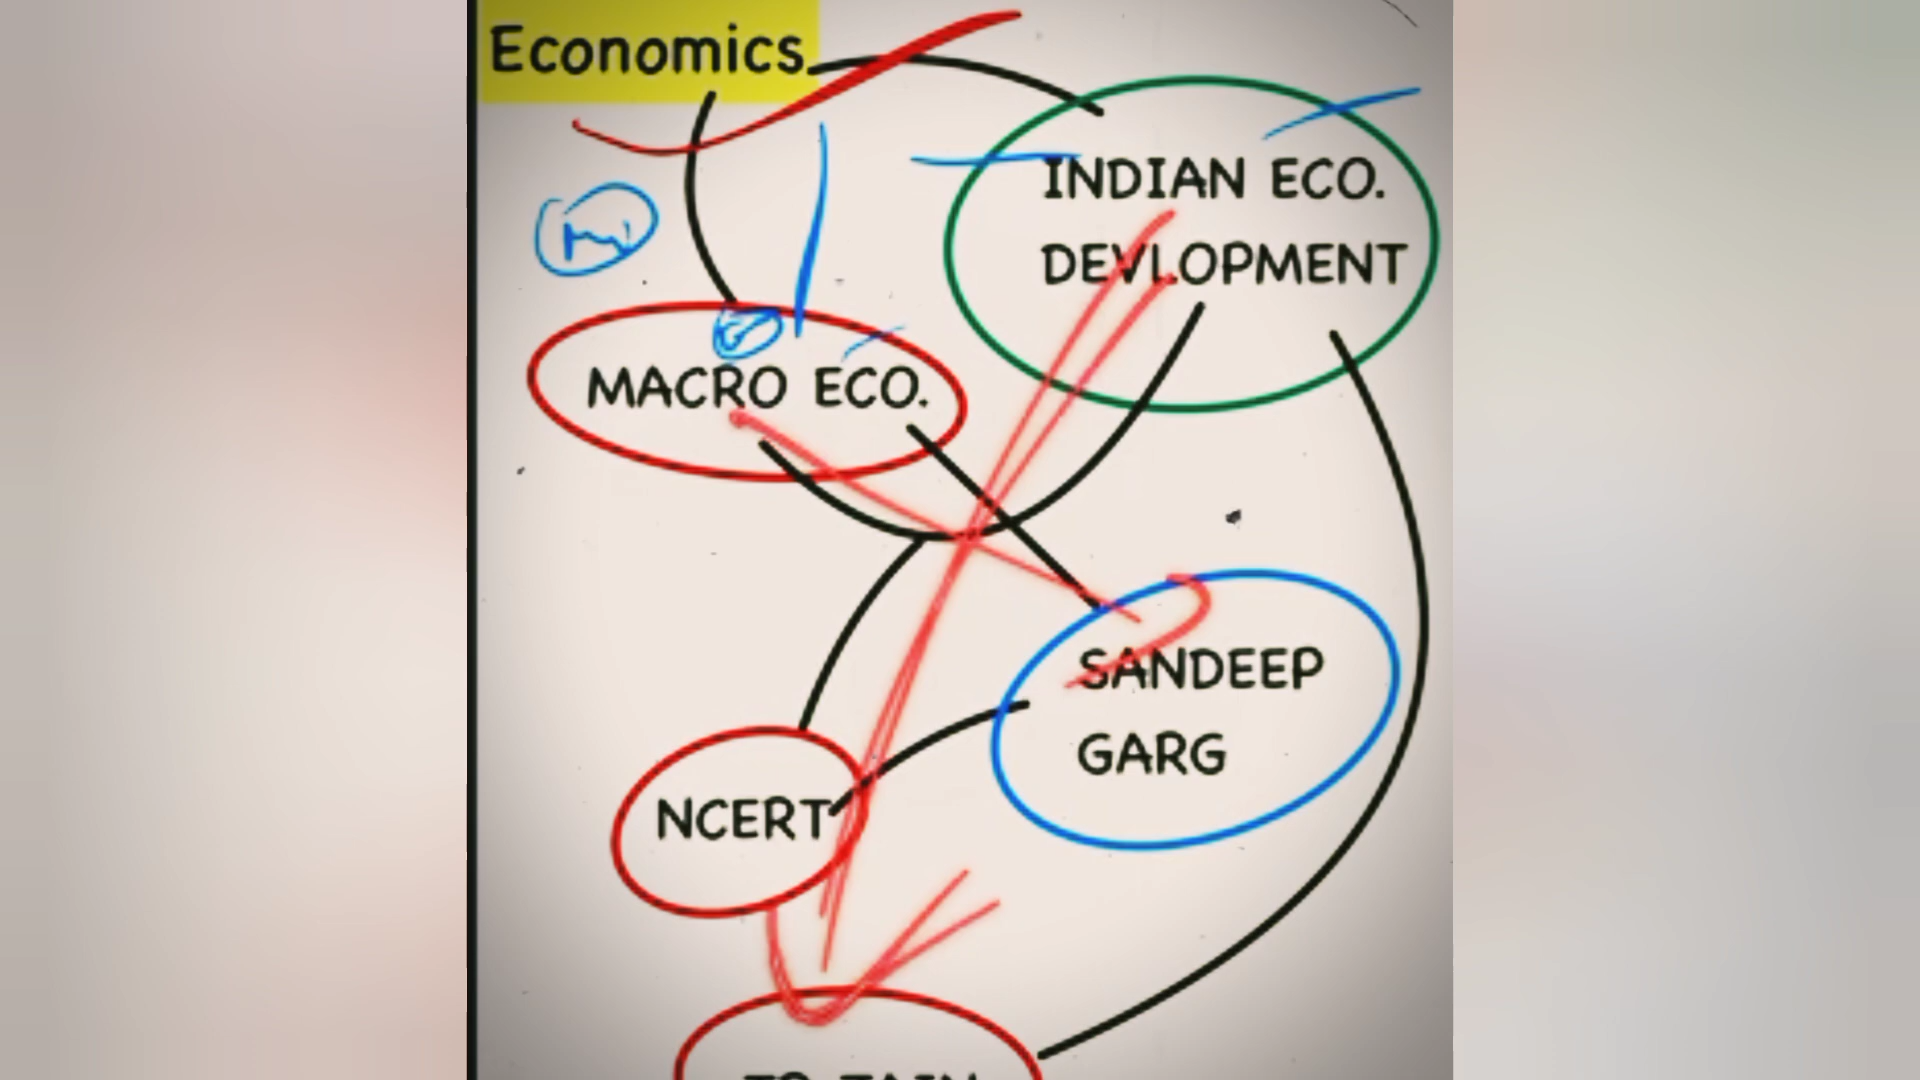 Economics
INDIAN ECO.
DEVLOPMENT
MACRO ECO.
SANDEEP
GARG
NCERT